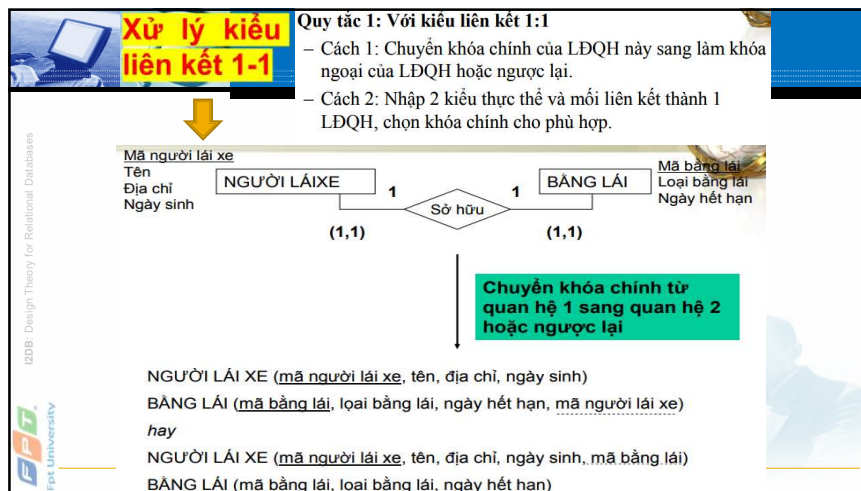 Xử lý kiểu
liên kết 1-1
Quy tắc 1: Với kiểu liên kết 1:1
– Cách 1: Chuyển khóa chính của LĐQH này sang làm khóa
ngoại của LĐQH hoặc ngược lại.
– Cách 2: Nhập 2 kiểu thực thể và mối liên kết thành 1
LĐQH, chọn khóa chính cho phù hợp.
Mã người lái xe
Tên
Địa chỉ
Ngày sinh
NGƯỜI LÁIXE
1
Sở hữu
1
BẰNG LÁI
Mã bằng lái
Loại bằng lái
Ngày hết hạn
(1,1)
(1,1)
Chuyển khóa chính từ
quan hệ 1 sang quan hệ 2
hoặc ngược lại
NGƯỜI LÁI XE (mã người lái xe, tên, địa chỉ, ngày sinh)
BẰNG LÁI (mã bằng lái, lọai bằng lái, ngày hết hạn, mã người lái xe)
hay
NGƯỜI LÁI XE (mã người lái xe, tên, địa chỉ, ngày sinh, mã bằng lái)
BẰNG LÁI (mã bằng lái, loại bằng lái, ngày hết hạn)
I2DB: Design Theory for Relational Databases
FPT
Fpt University